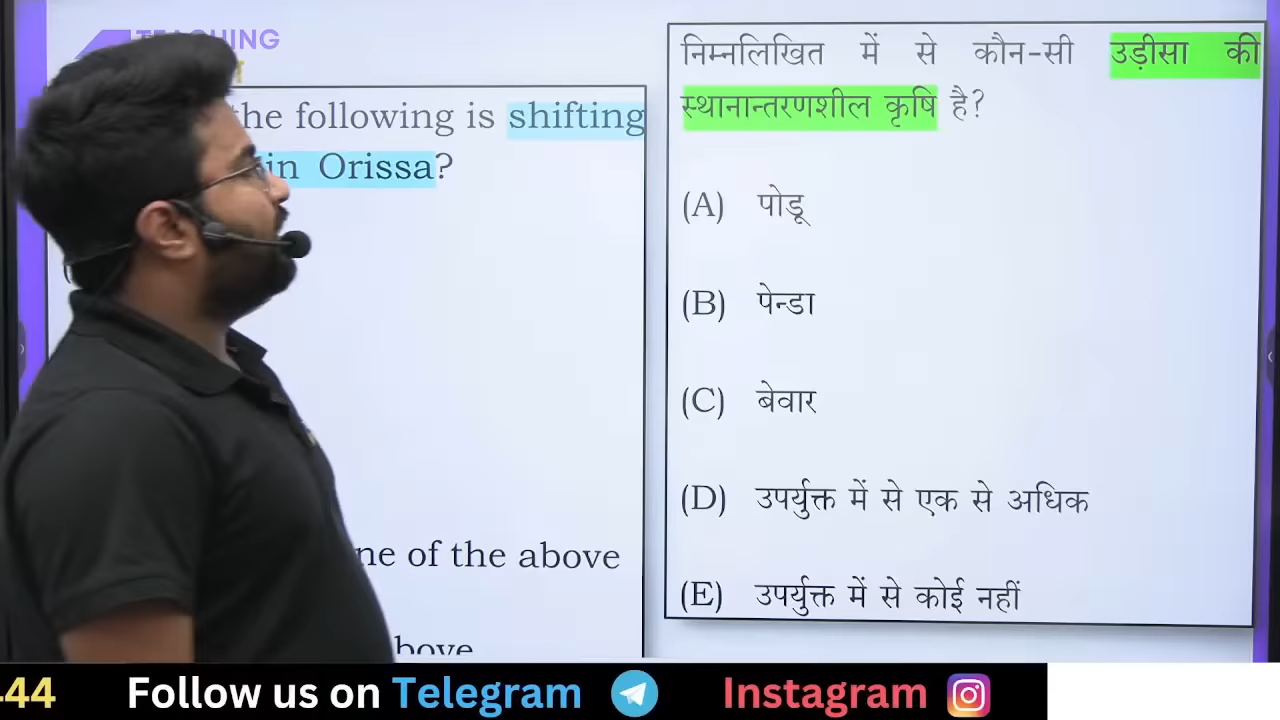 TEACHING
the following is shifting
in Orissa?
ne of the above
bove
निम्नलिखित में से कौन-सी उड़ीसा की
स्थानान्तरणशील कृषि है?
(A) पोडू
(B) पेन्डा
(C) बेवार
(D) उपर्युक्त में से एक से अधिक
(E) उपर्युक्त में से कोई नहीं
444 Follow us on Telegram Instagram